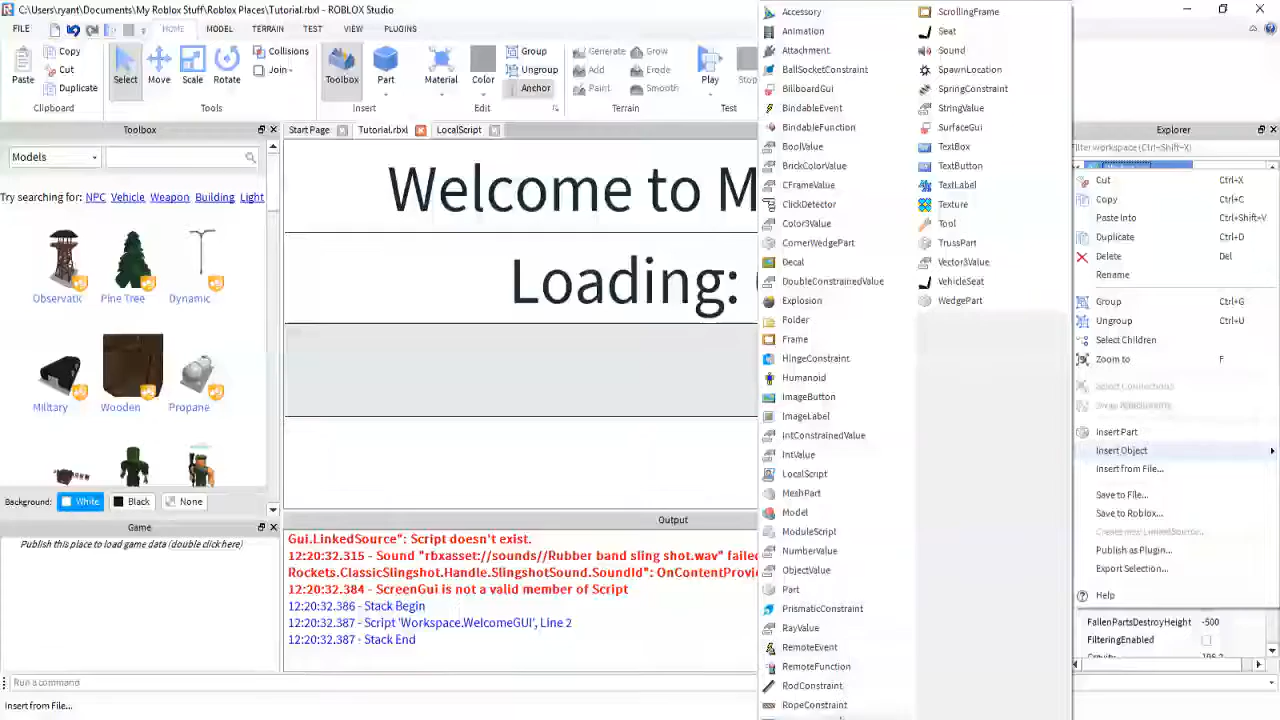 C:\Users\ryant\Documents\My Roblox Stuff\Roblox Places\Tutorial.rbxl - ROBLOX Studio
FILE
HOME
MODEL
TERRAIN
TEST
VIEW
PLUGINS
Paste
Copy
Cut
Duplicate
Clipboard
Select
Move
Scale
Rotate
Collisions
Join
Tools
Toolbox
Part
Insert
Material
Color
Group
Ungroup
Anchor
Edit
Generate
Grow
Add
Erode
Paint
Smooth
Terrain
Play
Stop
Test
Toolbox
Start Page
Tutorial.rbxl
LocalScript
Models
Try searching for: NPC Vehicle Weapon Building Light
Observatic
Pine Tree
Dynamic
Military
Wooden
Propane
Background:
White
Black
None
Game
Publish this place to load game data (double click here)
Welcome to M
Loading:
Output
Gui.LinkedSource": Script doesn't exist.
12:20:32.315 - Sound "rbxasset://sounds//Rubber band sling shot.wav" failed
Rockets.ClassicSlingshot.Handle.SlingshotSound.SoundId": OnContentProvi
12:20:32.384 - ScreenGui is not a valid member of Script
12:20:32.386 - Stack Begin
12:20:32.387 - Script 'Workspace.WelcomeGUI', Line 2
12:20:32.387 - Stack End
Run a command
Insert from File...
Accessory
Animation
Attachment
BallSocketConstraint
BillboardGui
BindableEvent
BindableFunction
BoolValue
BrickColorValue
CFrameValue
ClickDetector
Color3Value
CornerWedgePart
Decal
DoubleConstrainedValue
Explosion
Folder
Frame
HingeConstraint
Humanoid
ImageButton
ImageLabel
IntConstrainedValue
IntValue
LocalScript
MeshPart
Model
ModuleScript
NumberValue
ObjectValue
Part
PrismaticConstraint
RayValue
RemoteEvent
RemoteFunction
RodConstraint
RopeConstraint
ScrollingFrame
Seat
Sound
SpawnLocation
SpringConstraint
StringValue
SurfaceGui
TextBox
TextButton
TextLabel
Texture
Tool
TrussPart
Vector3Value
VehicleSeat
WedgePart
Explorer
Filter workspace (Ctrl+Shift+X)
Cut Ctrl+X
Copy Ctrl+C
Paste Into Ctrl+Shift+V
Duplicate Ctrl+D
Delete Del
Rename
Group Ctrl+G
Ungroup Ctrl+U
Select Children
Zoom to F
Select Connections
Swap Attachments
Insert Part
Insert Object
Insert from File...
Save to File...
Save to Roblox...
Create new LinkedSource...
Publish as Plugin...
Export Selection...
Help
FallenPartsDestroyHeight -500
FilteringEnabled
Gravity 196.2